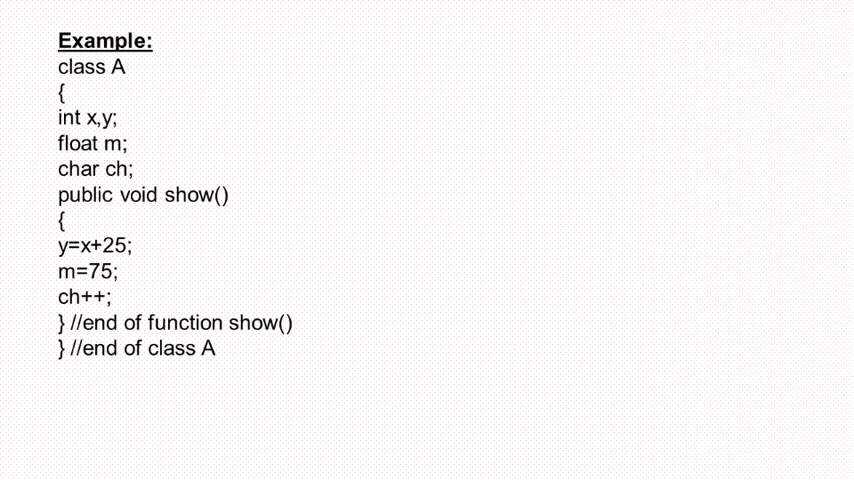 Example:
class A
{
int x,y;
float m;
char ch;
public void show()
{
y=x+25;
m=75;
ch++;
} //end of function show()
} //end of class A